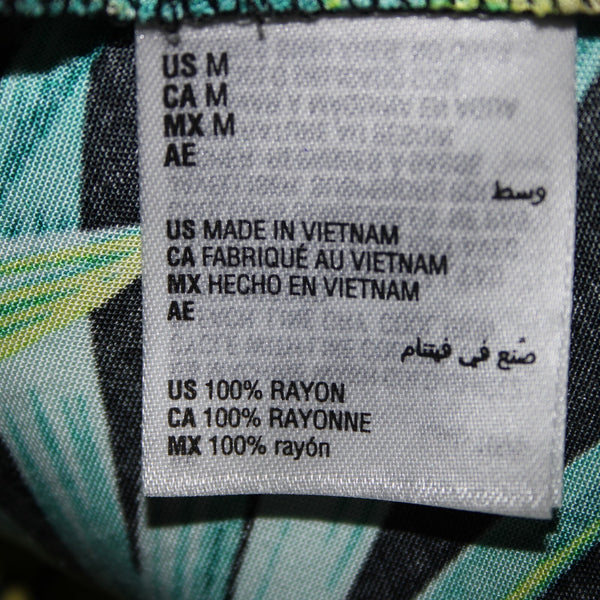 US M
CA M
MX M
AE
وسط
US MADE IN VIETNAM
CA FABRIQUÉ AU VIETNAM
MX HECHO EN VIETNAM
AE
صُنع في فيتنام
US 100% RAYON
CA 100% RAYONNE
MX 100% rayón